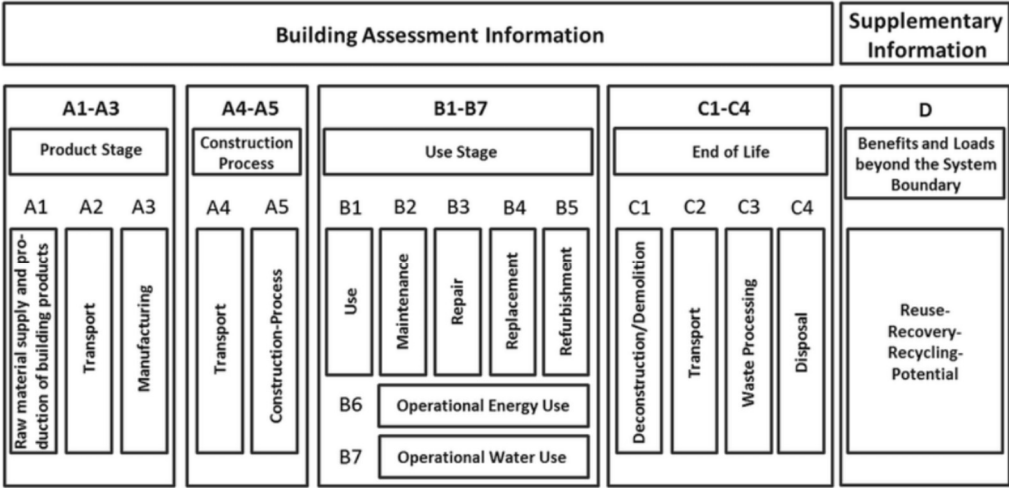 Building Assessment Information
Supplementary
Information
A1-A3
Product Stage
A1
A2
A3
Raw material supply and pro-
duction of building products
Transport
Manufacturing
A4-A5
Construction
Process
A4
A5
Transport
Construction-Process
B1-B7
Use Stage
B1
B2
B3
B4
B5
Use
Maintenance
Repair
Replacement
Refurbishment
B6
Operational Energy Use
B7
Operational Water Use
C1-C4
End of Life
C1
C2
C3
C4
Deconstruction/Demolition
Transport
Waste Processing
Disposal
D
Benefits and Loads
beyond the System
Boundary
Reuse-
Recovery-
Recycling-
Potential